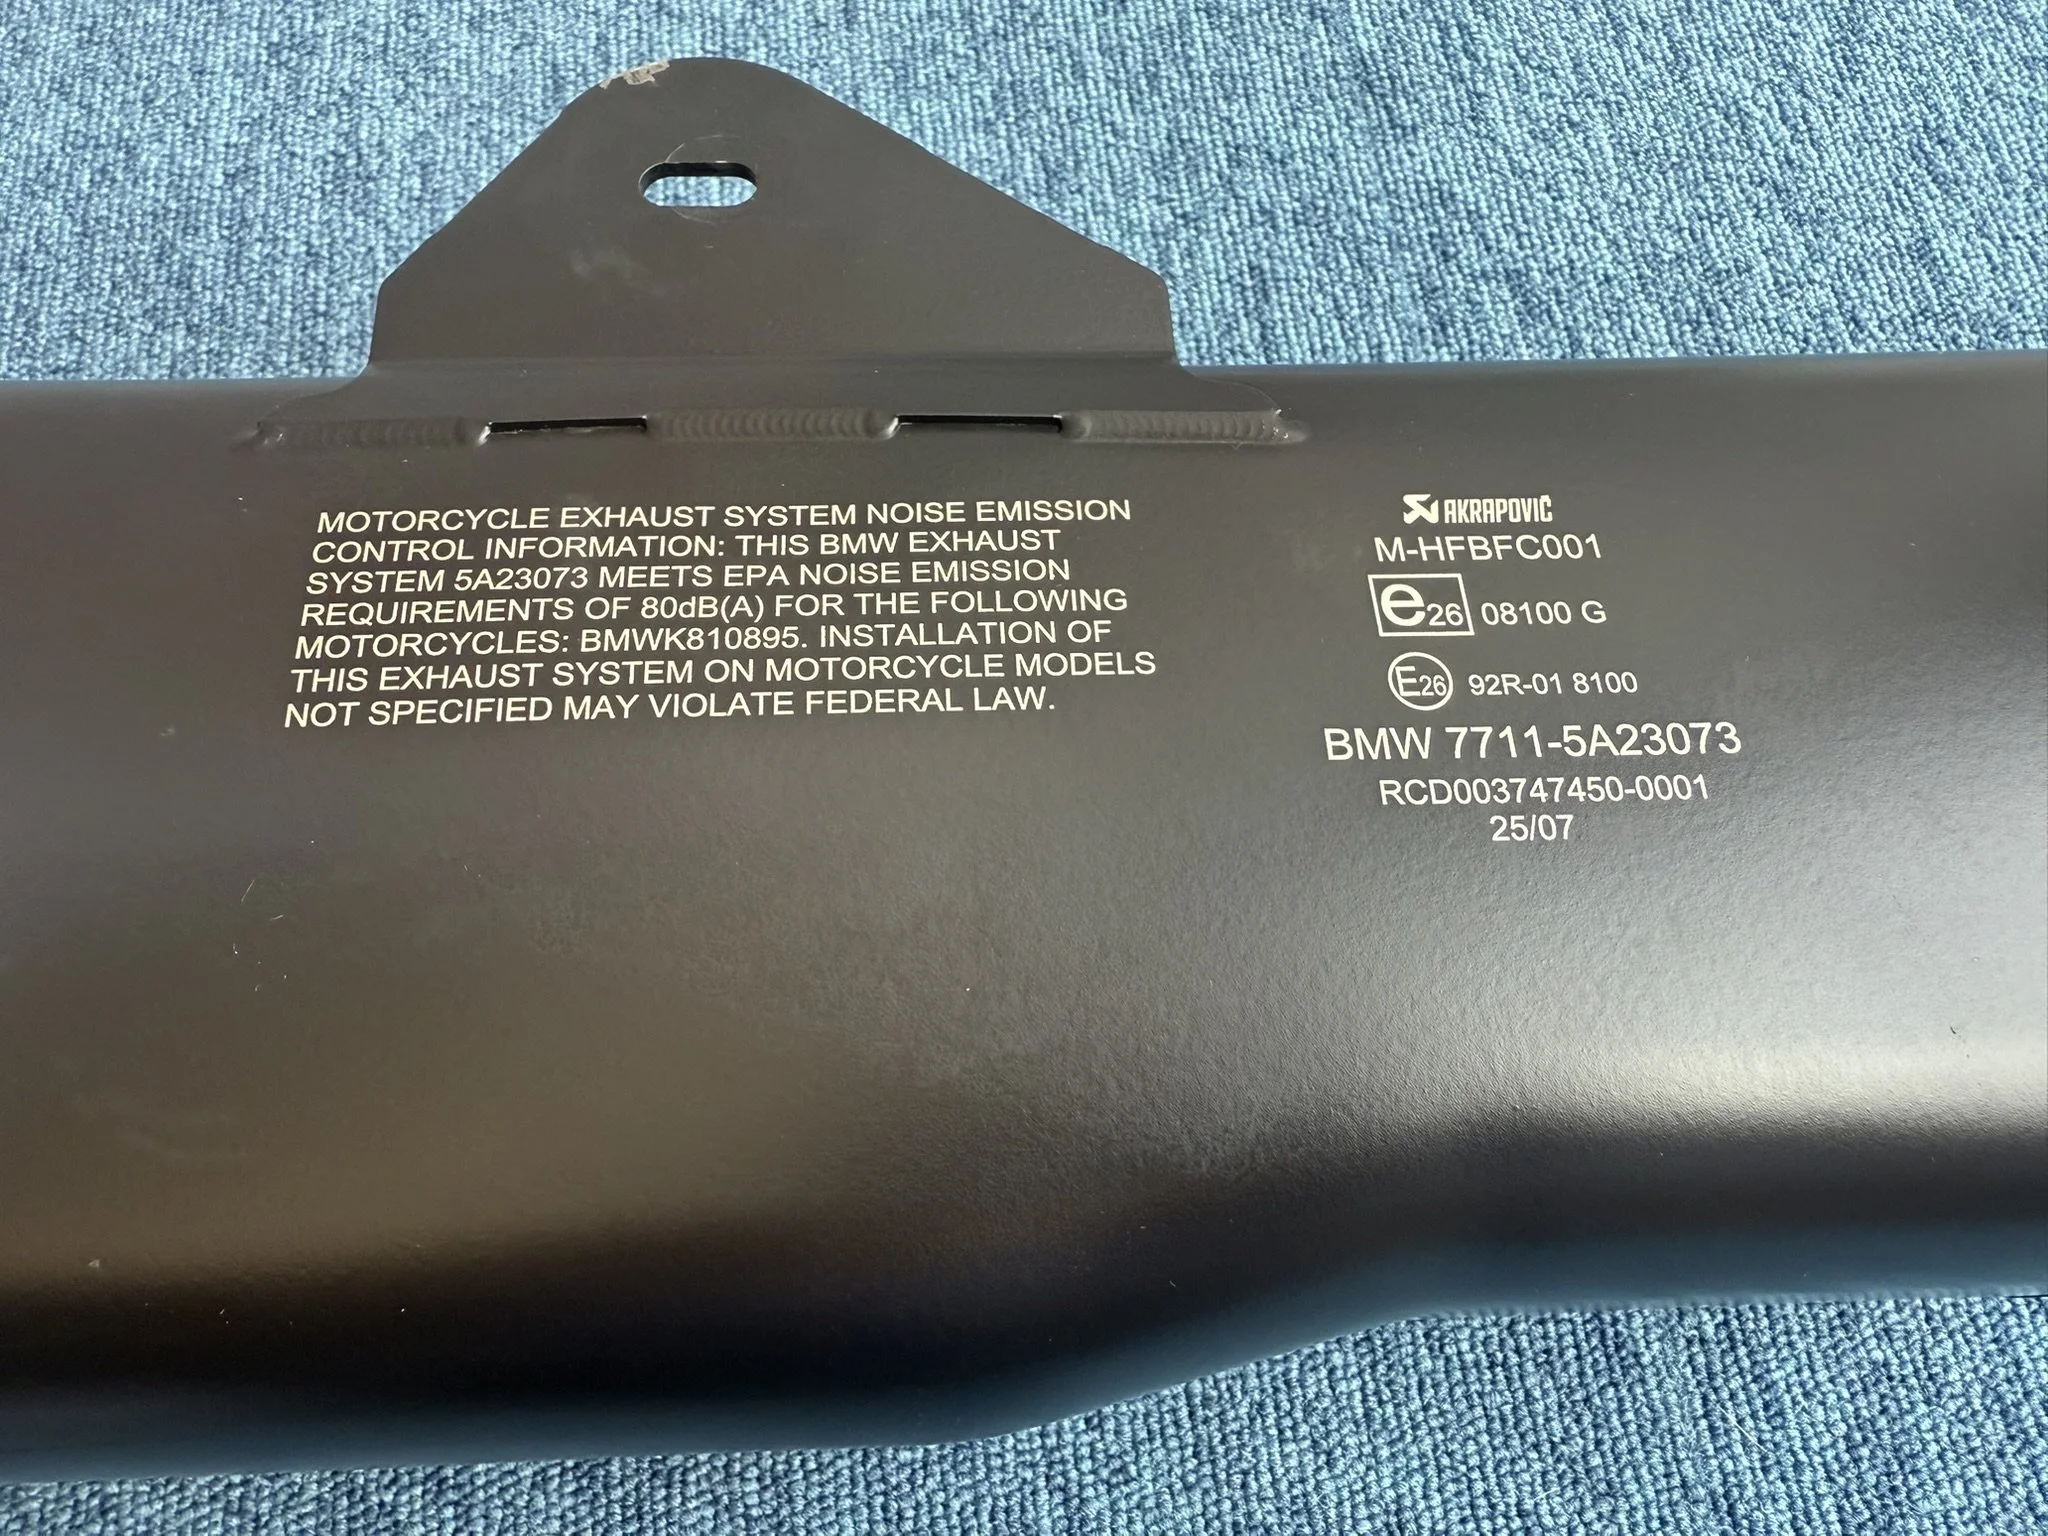 MOTORCYCLE EXHAUST SYSTEM NOISE EMISSION
CONTROL INFORMATION: THIS BMW EXHAUST
SYSTEM 5A23073 MEETS EPA NOISE EMISSION
REQUIREMENTS OF 80dB(A) FOR THE FOLLOWING
MOTORCYCLES: BMWK810895. INSTALLATION OF
THIS EXHAUST SYSTEM ON MOTORCYCLE MODELS
NOT SPECIFIED MAY VIOLATE FEDERAL LAW.
AKRAPOVIČ
M-HFBFC001
e26 08100 G
E26 92R-01 8100
BMW 7711-5A23073
RCD003747450-0001
25/07